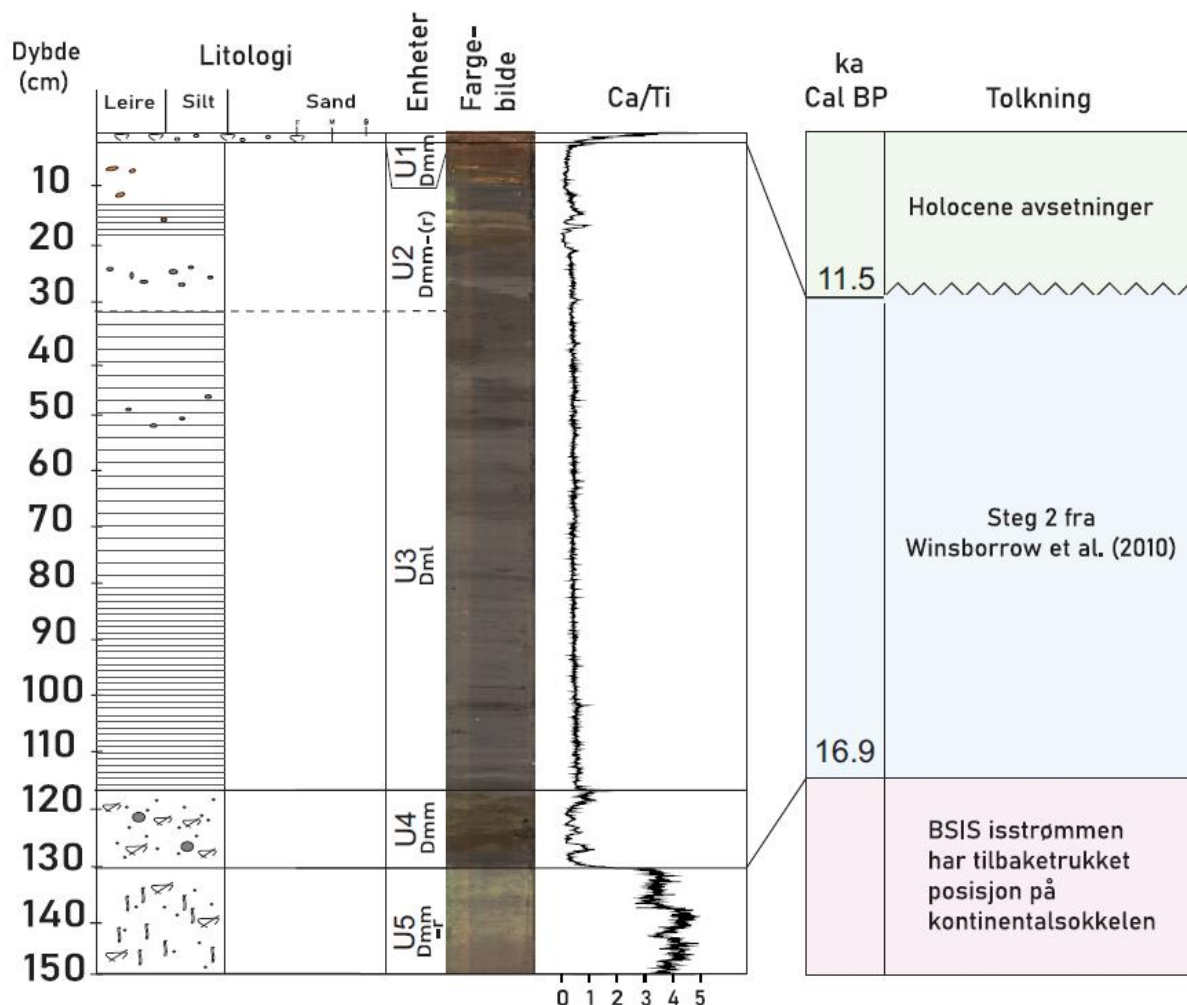 Dybde
(cm)
Litologi
Leire
Silt
Sand
F M G
Enheter
Farge-
bilde
Ca/Ti
ka
Cal BP
Tolkning
10
20
30
40
50
60
70
80
90
100
110
120
130
140
150
U1
Dmm
U2
Dmm-(r)
U3
Dml
U4
Dmm
U5
Dmm
-r
0 1 2 3 4 5
11.5
Holocene avsetninger
16.9
Steg 2 fra
Winsborrow et al. (2010)
BSIS isstrømmen
har tilbaketrukket
posisjon på
kontinentalsokkelen